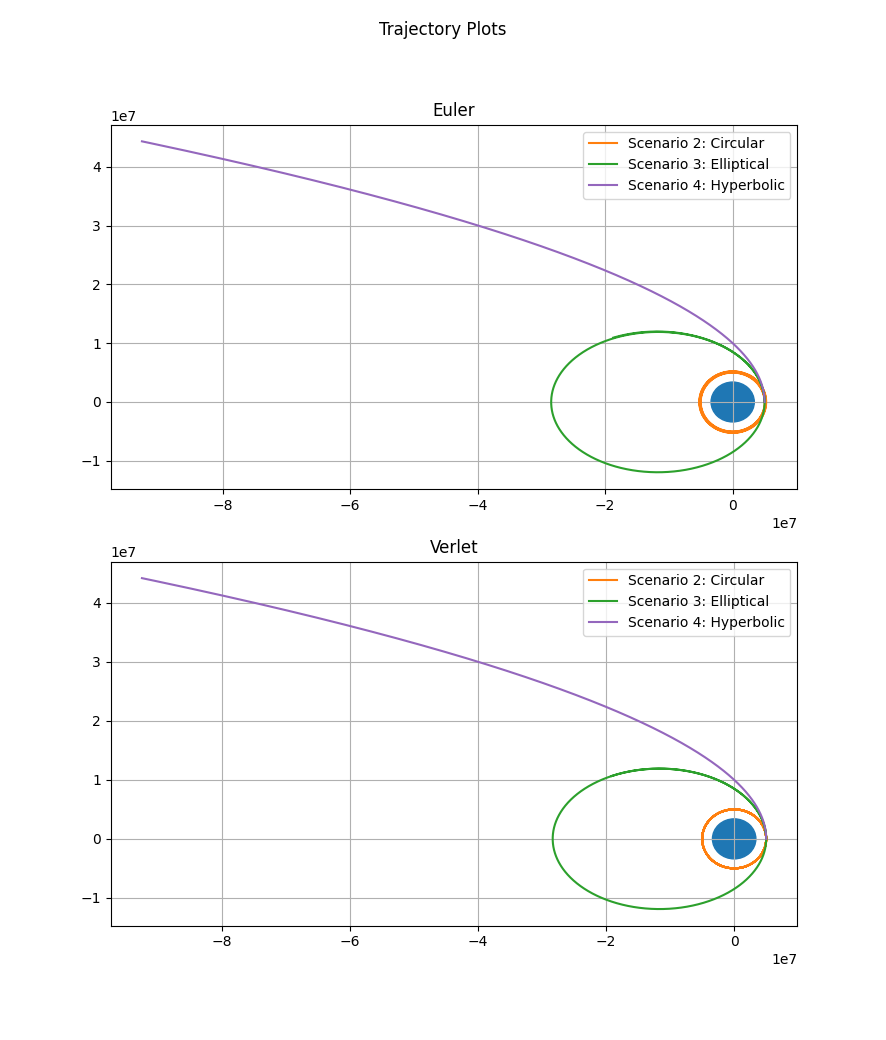 Trajectory Plots
Euler
1e7
Scenario 2: Circular
Scenario 3: Elliptical
Scenario 4: Hyperbolic
4
3
2
1
0
−1
−8 −6 −4 −2 0
1e7
Verlet
1e7
Scenario 2: Circular
Scenario 3: Elliptical
Scenario 4: Hyperbolic
4
3
2
1
0
−1
−8 −6 −4 −2 0
1e7